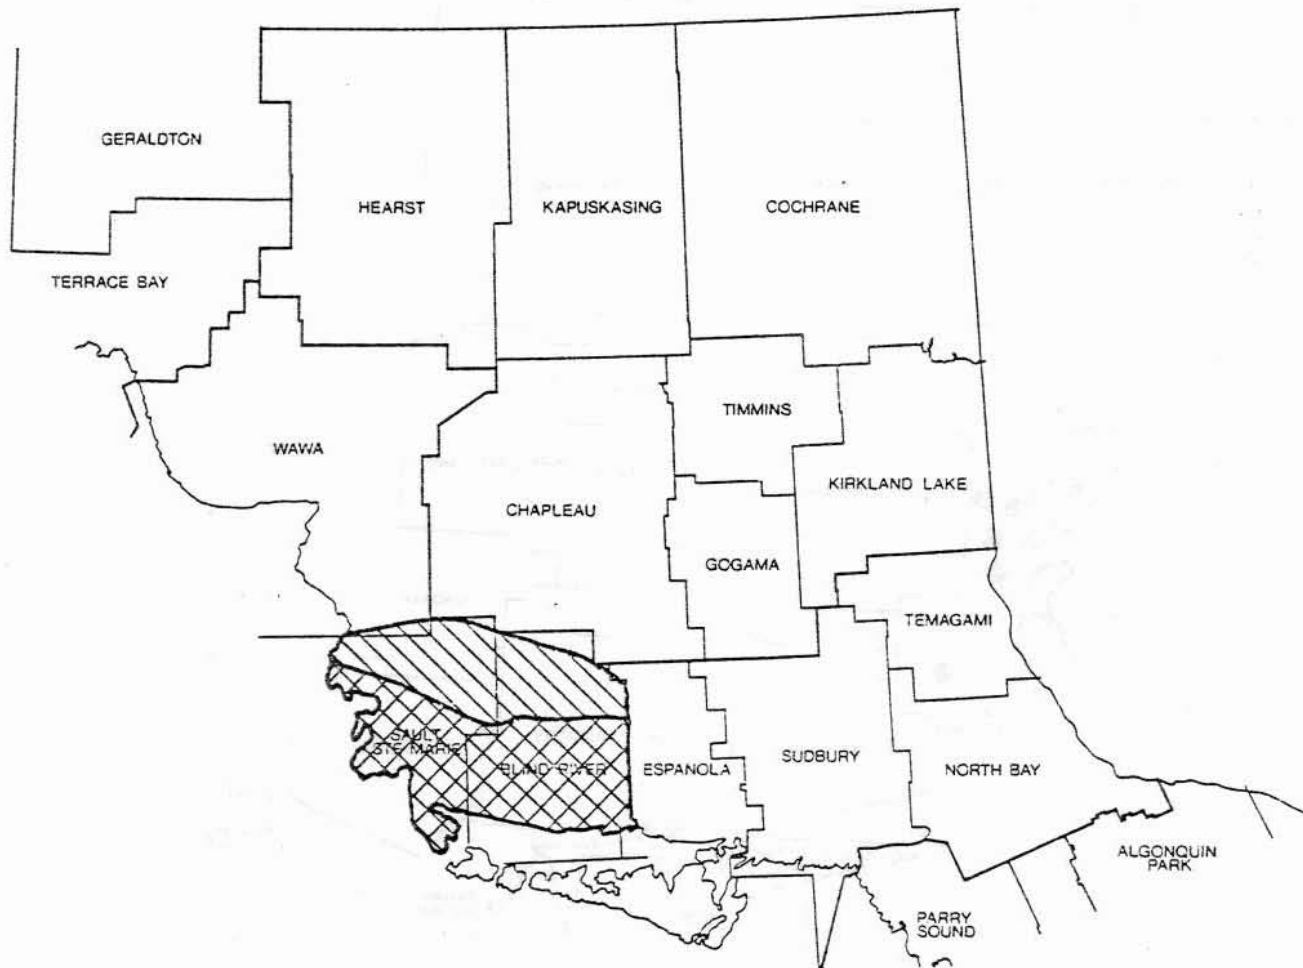 GERALDTON
HEARST
KAPUSKASING
COCHRANE
TERRACE BAY
TIMMINS
WAWA
KIRKLAND LAKE
CHAPLEAU
GOGAMA
TEMAGAMI
SAULT
STE MARIE
BLIND RIVER
ESPANOLA
SUDBURY
NORTH BAY
ALGONQUIN
PARK
PARRY
SOUND